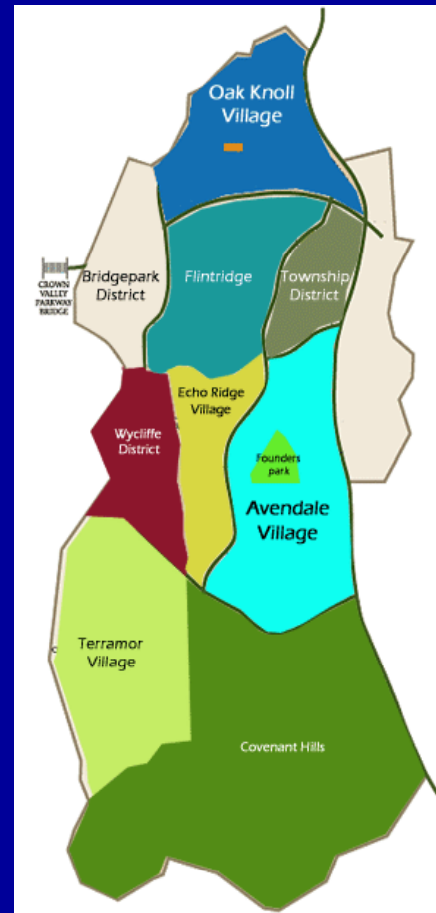 Oak Knoll
Village
Bridgepark
District
Flintridge
Township
District
CROWN
VALLEY
PARKWAY
BRIDGE
Echo Ridge
Village
Wycliffe
District
Founders
park
Avendale
Village
Terramor
Village
Covenant Hills